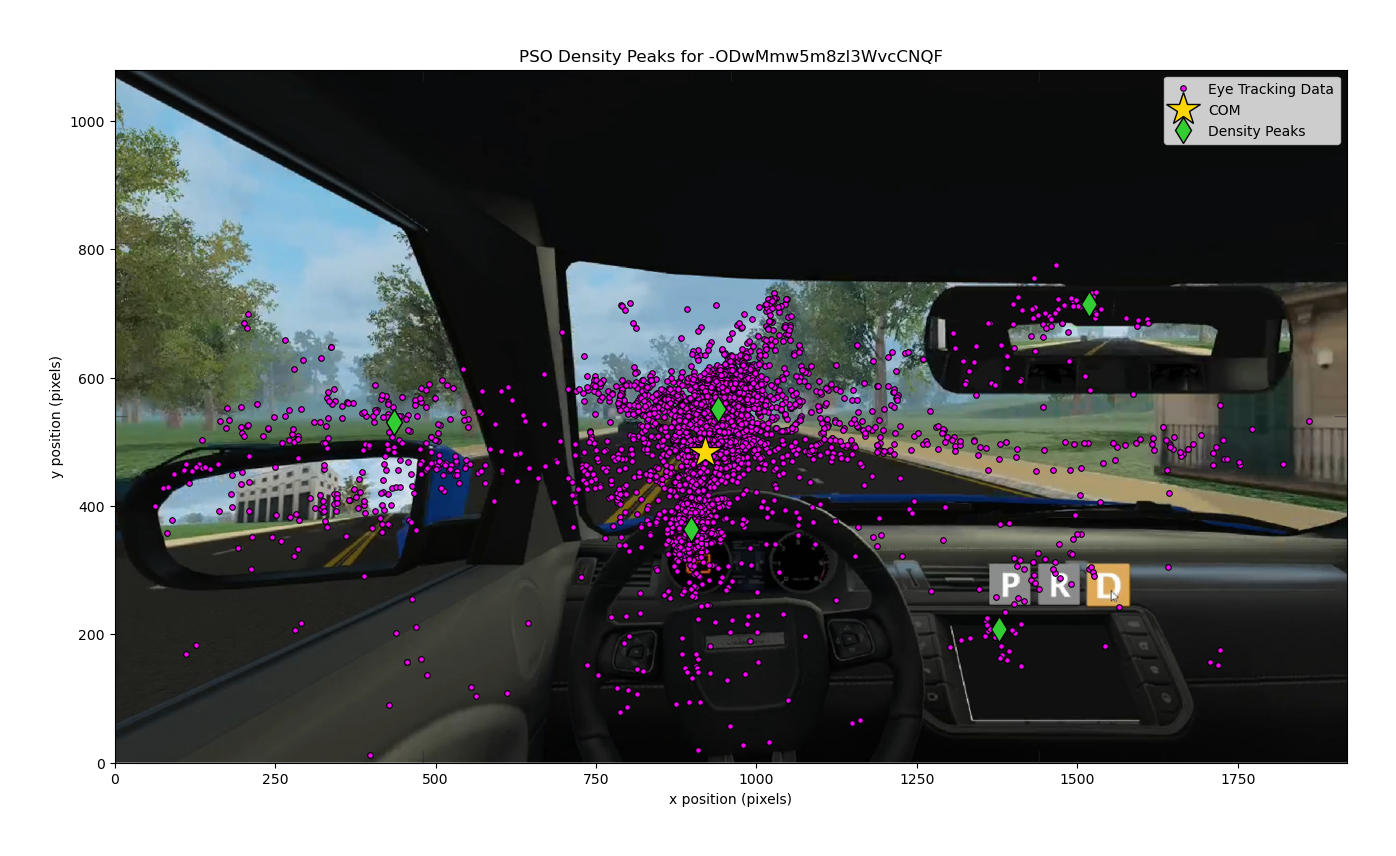 PSO Density Peaks for -ODwMmw5m8zl3WvcCNQF
Eye Tracking Data
COM
Density Peaks
y position (pixels)
1000
800
600
400
200
0
P R D
0 250 500 750 1000 1250 1500 1750
x position (pixels)